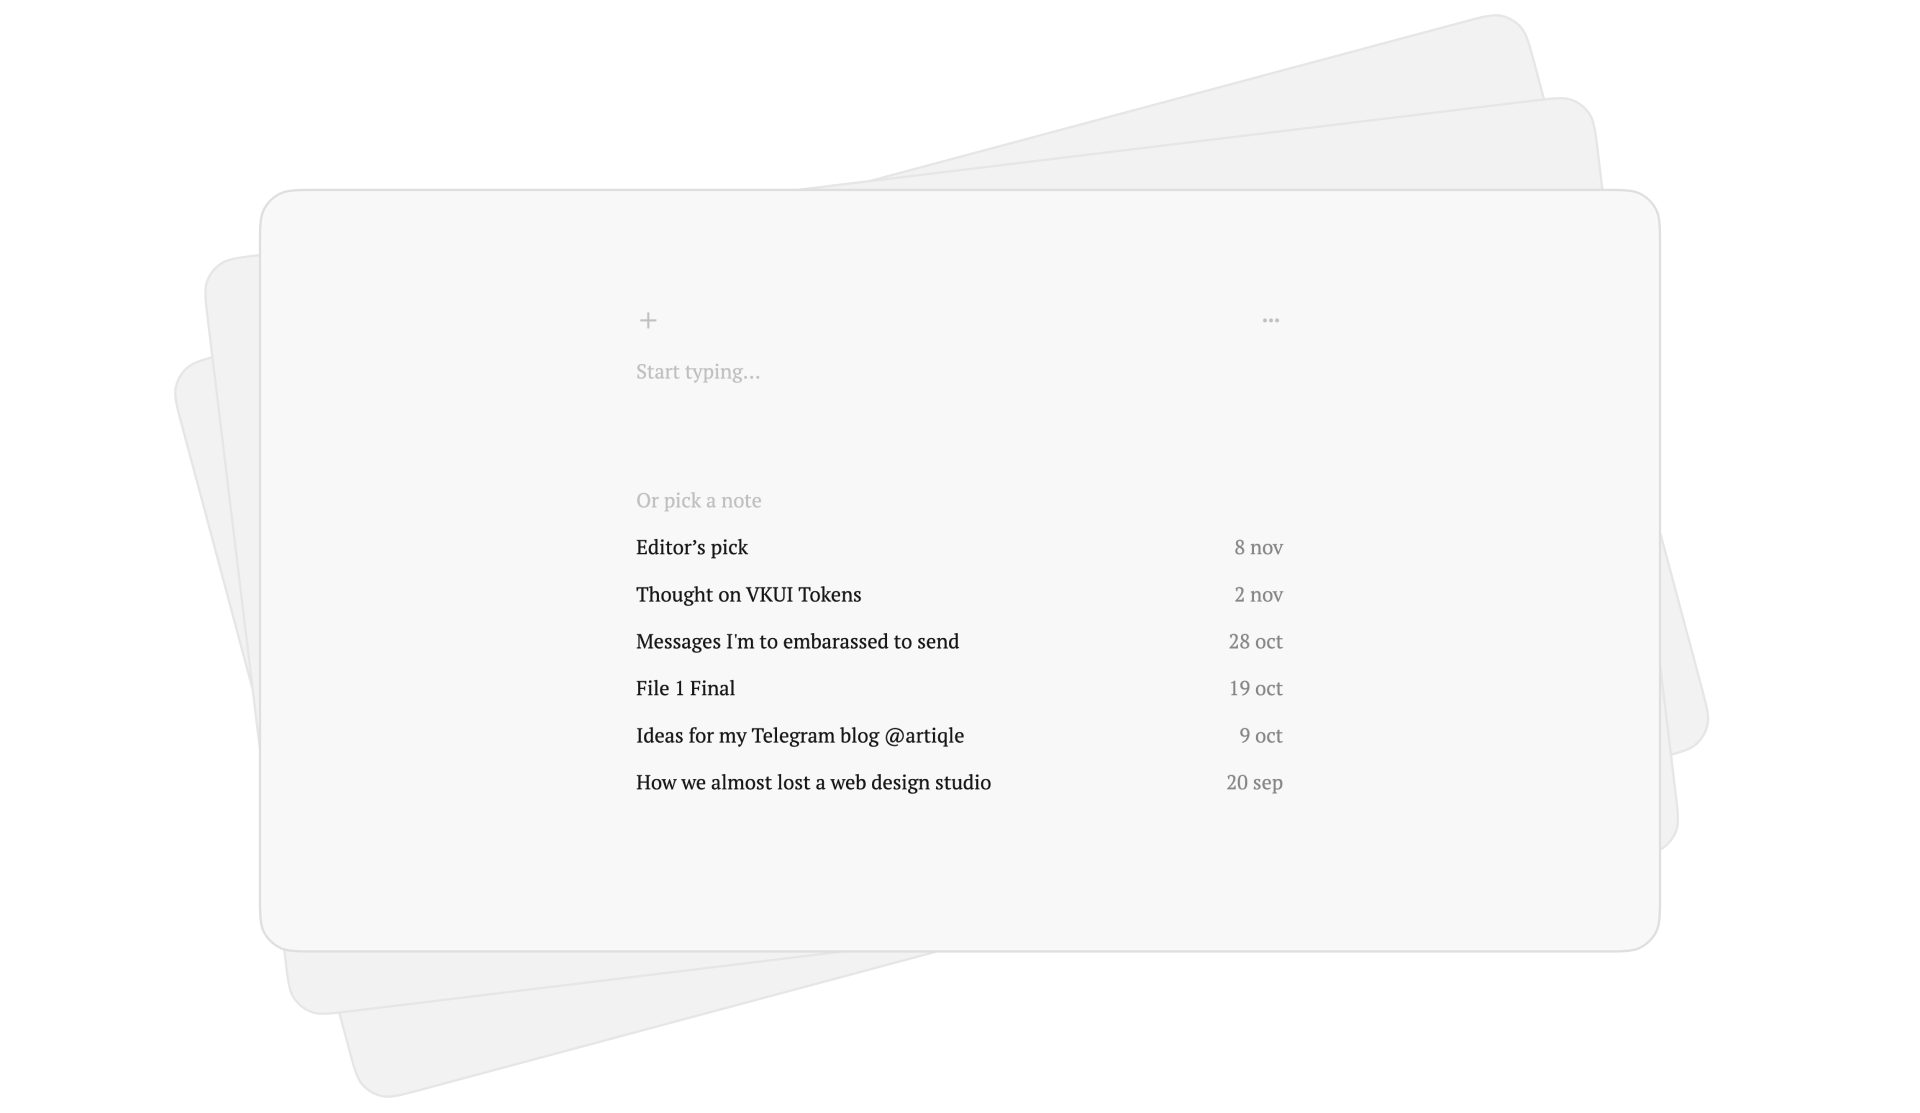 + ···
Start typing...
Or pick a note
Editor’s pick 8 nov
Thought on VKUI Tokens 2 nov
Messages I'm to embarassed to send 28 oct
File 1 Final 19 oct
Ideas for my Telegram blog @artiqle 9 oct
How we almost lost a web design studio 20 sep